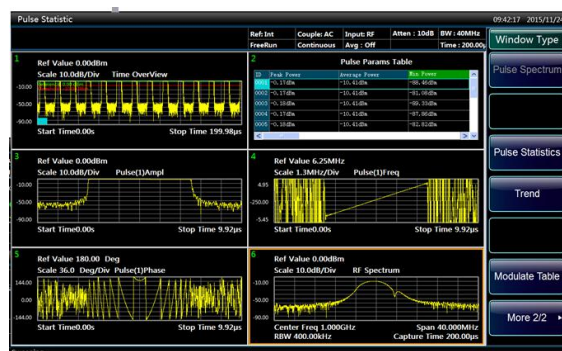 Pulse Statistic
09:42:17 2015/11/24
Ref: Int Couple: AC Input: RF Atten : 10dB BW : 40MHz
FreeRun Continuous Avg : Off Time : 200.00µ
Window Type
1
Ref Value 0.00dBm
Scale 10.0dB/Div Time OverView
-10.00
-50.00
-90.00
Start Time0.00s Stop Time 199.98µs
2
Pulse Params Table
ID Peak Power Average Power Min Power
0001 -0.17dBm -10.41dBm -88.46dBm
0002 -0.17dBm -10.41dBm -81.08dBm
0003 -0.18dBm -10.41dBm -89.33dBm
0004 -0.17dBm -10.41dBm -87.86dBm
0005 -0.18dBm -10.41dBm -82.82dBm
Pulse Spectrum
Pulse Statistics
Trend
Modulate Table
More 2/2
3
Ref Value 0.00dBm
Scale 10.0dB/Div Pulse(1)Ampl
-10.00
-50.00
-90.00
Start Time0.00s Stop Time 9.92µs
4
Ref Value 6.25MHz
Scale 1.3MHz/Div Pulse(1)Freq
4.95
-250.00
-5.45
Start Time0.00s Stop Time 9.92µs
5
Ref Value 180.00 Deg
Scale 36.0 Deg/Div Pulse(1)Phase
144.00
0.00
-144.00
Start Time0.00s Stop Time 9.92µs
6
Ref Value 0.00dBm
Scale 10.0dB/Div RF Spectrum
-10.00
-50.00
-90.00
Center Freq 1.000GHz Span 40.000MHz
RBW 400.00kHz Capture Time 200.00µs